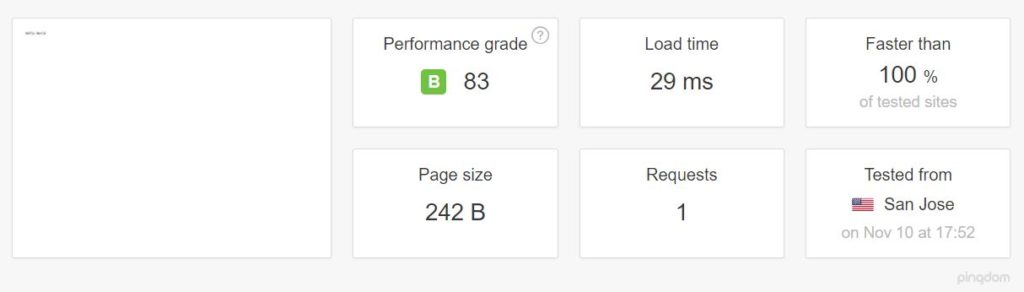 Performance grade ?
B 83
Load time
29 ms
Faster than
100 %
of tested sites
Page size
242 B
Requests
1
Tested from
San Jose
on Nov 10 at 17:52
pingdom